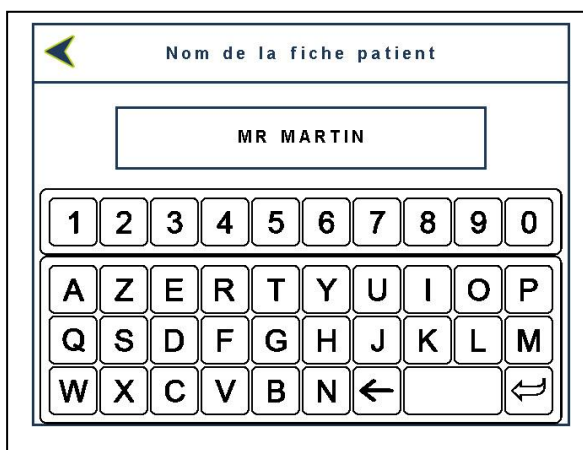 Nom de la fiche patient
MR MARTIN
1 2 3 4 5 6 7 8 9 0
A Z E R T Y U I O P
Q S D F G H J K L M
W X C V B N